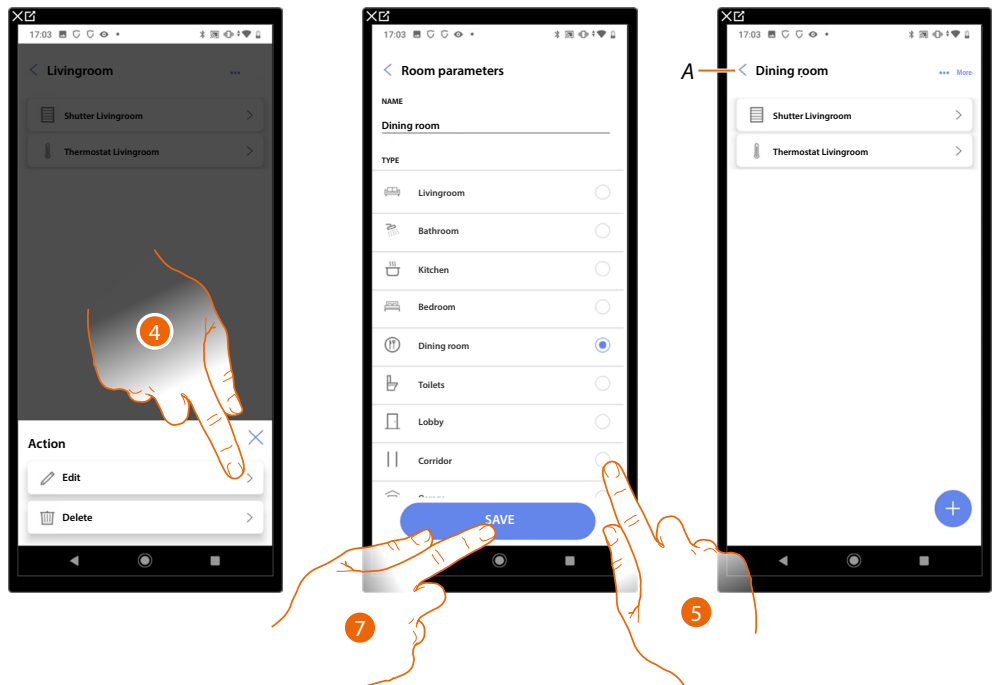 17:03
Livingroom
Shutter Livingroom
Thermostat Livingroom
4
Action
Edit
Delete
17:03
Room parameters
NAME
Dining room
TYPE
Livingroom
Bathroom
Kitchen
Bedroom
Dining room
Toilets
Lobby
Corridor
SAVE
7
5
17:03
A
Dining room
More
Shutter Livingroom
Thermostat Livingroom